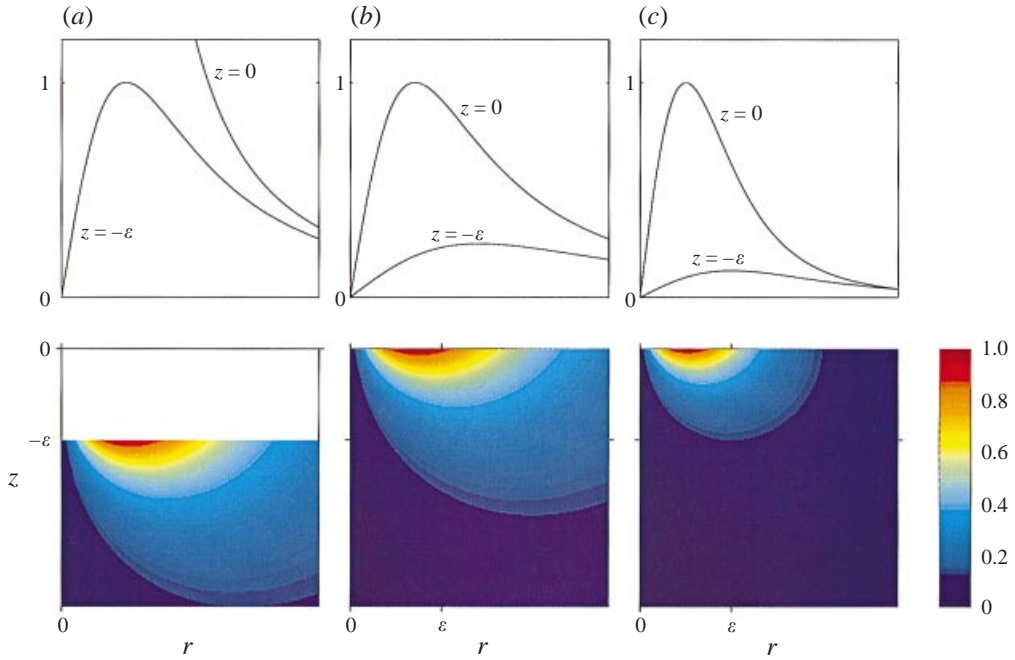 (a) (b) (c)
1 1 1
z = 0 z = 0 z = 0
z = −ε z = −ε z = −ε
0 0 0
0 1.0
0.8
−ε 0.6
z 0.4
0.2
0 0 ε 0 ε 0
r r r